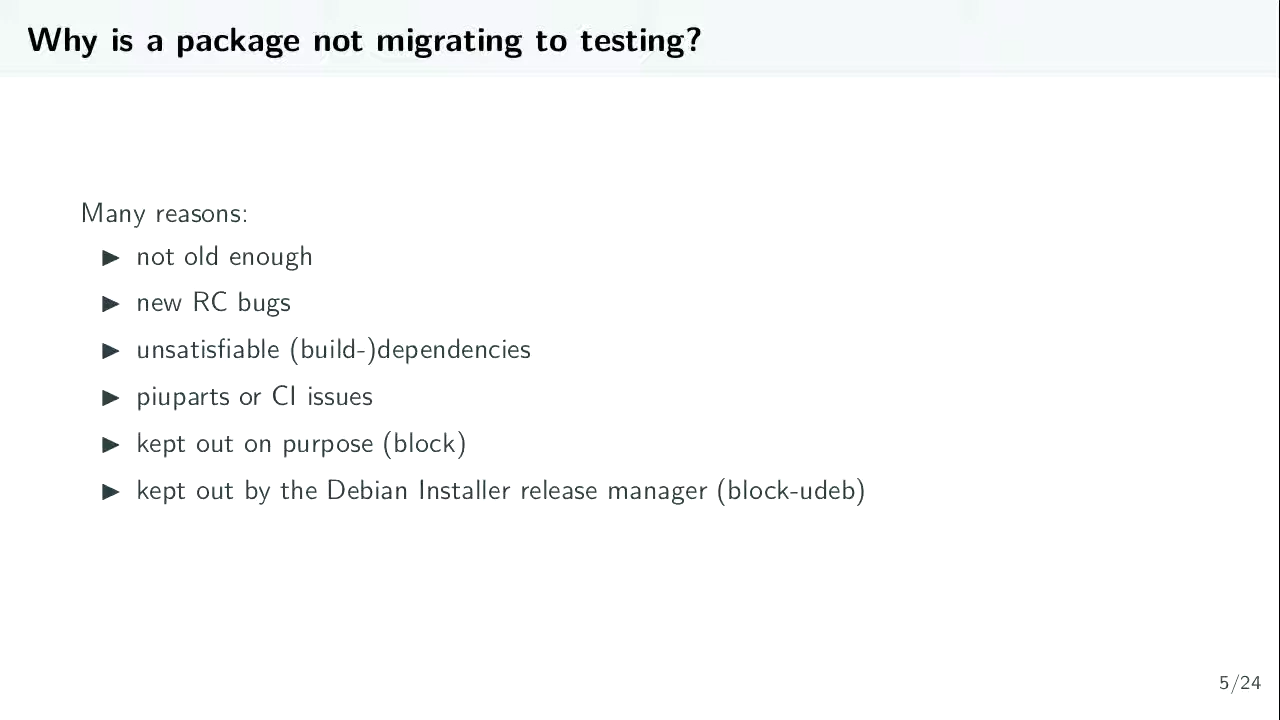 Why is a package not migrating to testing?
Many reasons:
▶ not old enough
▶ new RC bugs
▶ unsatisfiable (build-)dependencies
▶ piuparts or CI issues
▶ kept out on purpose (block)
▶ kept out by the Debian Installer release manager (block-udeb)
5/24